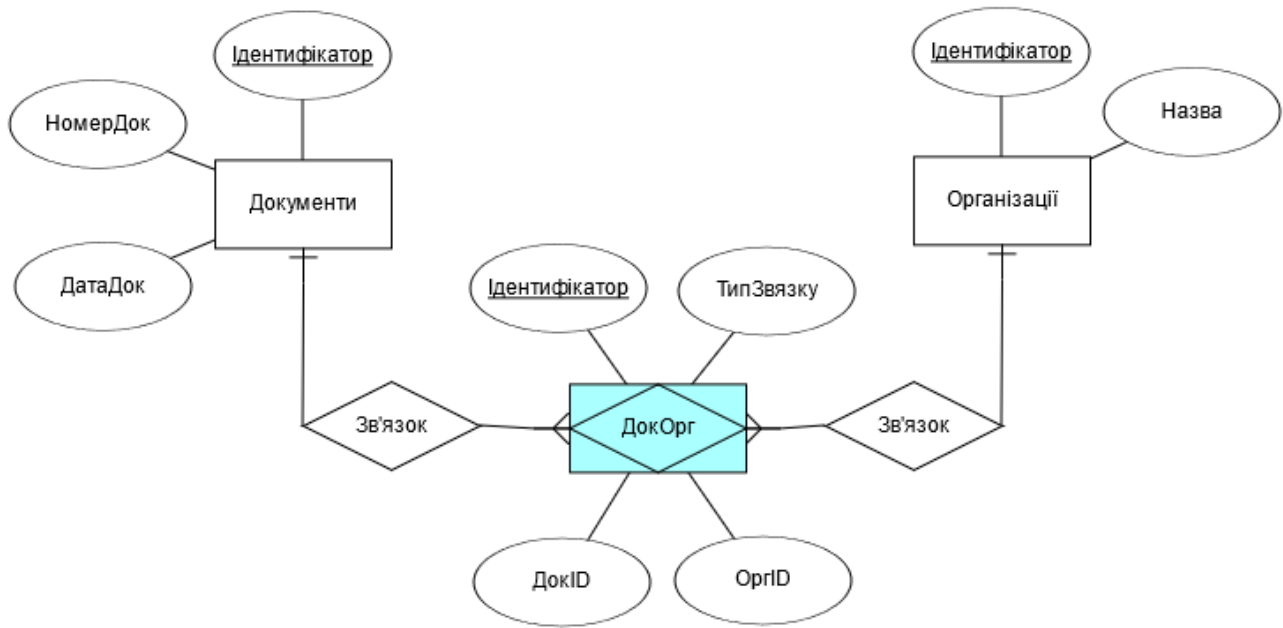 Ідентифікатор
Ідентифікатор
НомерДок
Назва
Документи
Організації
ДатаДок
Ідентифікатор
ТипЗвязку
Зв'язок
ДокОрг
Зв'язок
ДокID
ОргID